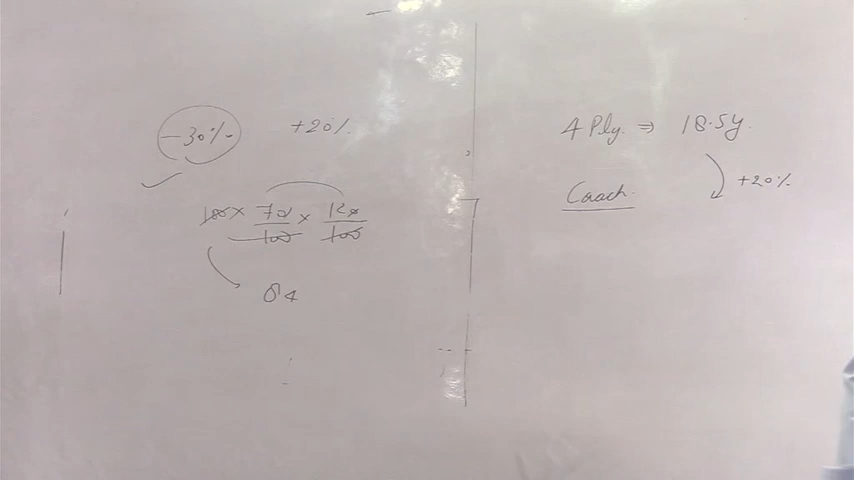 -30%  +20%
100 × 70/100 × 120/100
84
4 Ply. ⇒ 18.5y.
+20%
Coach.